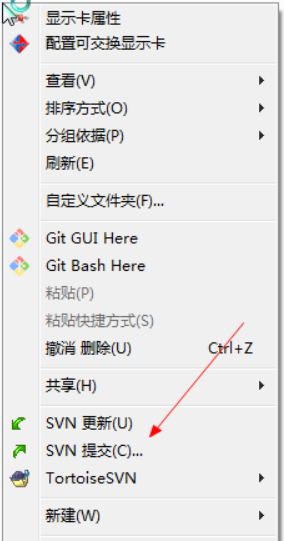 显示卡属性
配置可交换显示卡
查看(V)
排序方式(O)
分组依据(P)
刷新(E)
自定义文件夹(F)...
Git GUI Here
Git Bash Here
粘贴(P)
粘贴快捷方式(S)
撤消 删除(U) Ctrl+Z
共享(H)
SVN 更新(U)
SVN 提交(C)...
TortoiseSVN
新建(W)